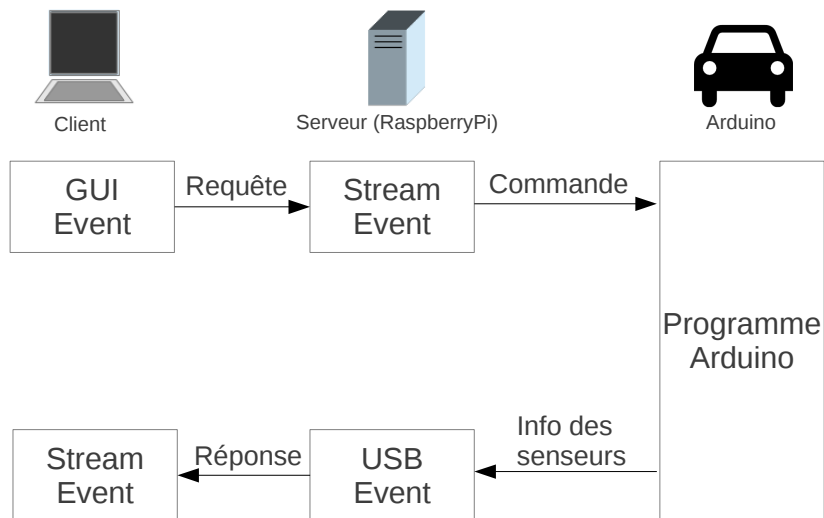 Client
Serveur (RaspberryPi)
Arduino
GUI
Event
Requête
Stream
Event
Commande
Programme
Arduino
Stream
Event
Réponse
USB
Event
Info des
senseurs